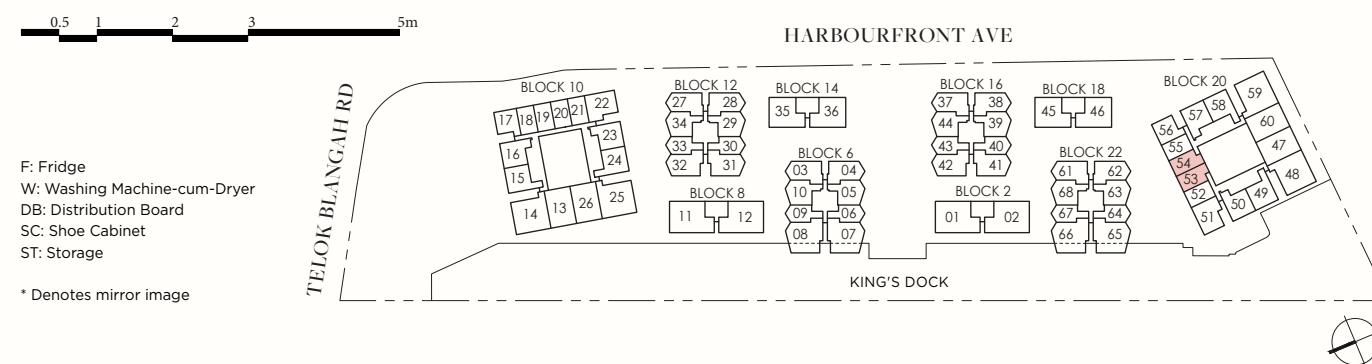 0.5 1 2 3 5m
HARBOURFRONT AVE
TELOK BLANGAH RD
F: Fridge
W: Washing Machine-cum-Dryer
DB: Distribution Board
SC: Shoe Cabinet
ST: Storage
* Denotes mirror image
BLOCK 10
17 18 19 20 21 22
16 23
15 24
14 13 26 25
BLOCK 12
27 28
34 29
33 30
32 31
BLOCK 14
35 36
BLOCK 8
11 12
BLOCK 6
03 04
10 05
09 06
08 07
BLOCK 16
37 38
44 39
43 40
42 41
BLOCK 18
45 46
BLOCK 2
01 02
BLOCK 22
61 62
68 63
67 64
66 65
BLOCK 20
56 57 58 59
55 60
54 47
53 48
52
51 50 49
KING'S DOCK